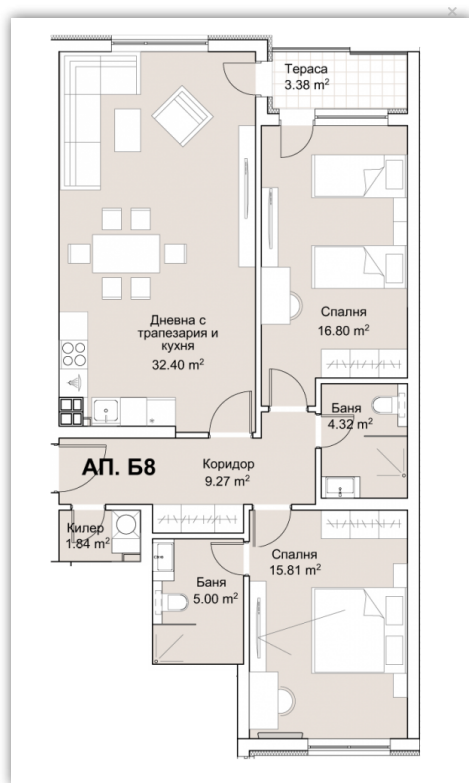 Тераса
3.38 m²
Спалня
16.80 m²
Дневна с
трапезария и
кухня
32.40 m²
Баня
4.32 m²
АП. Б8
Коридор
9.27 m²
Килер
1.84 m²
Баня
5.00 m²
Спалня
15.81 m²